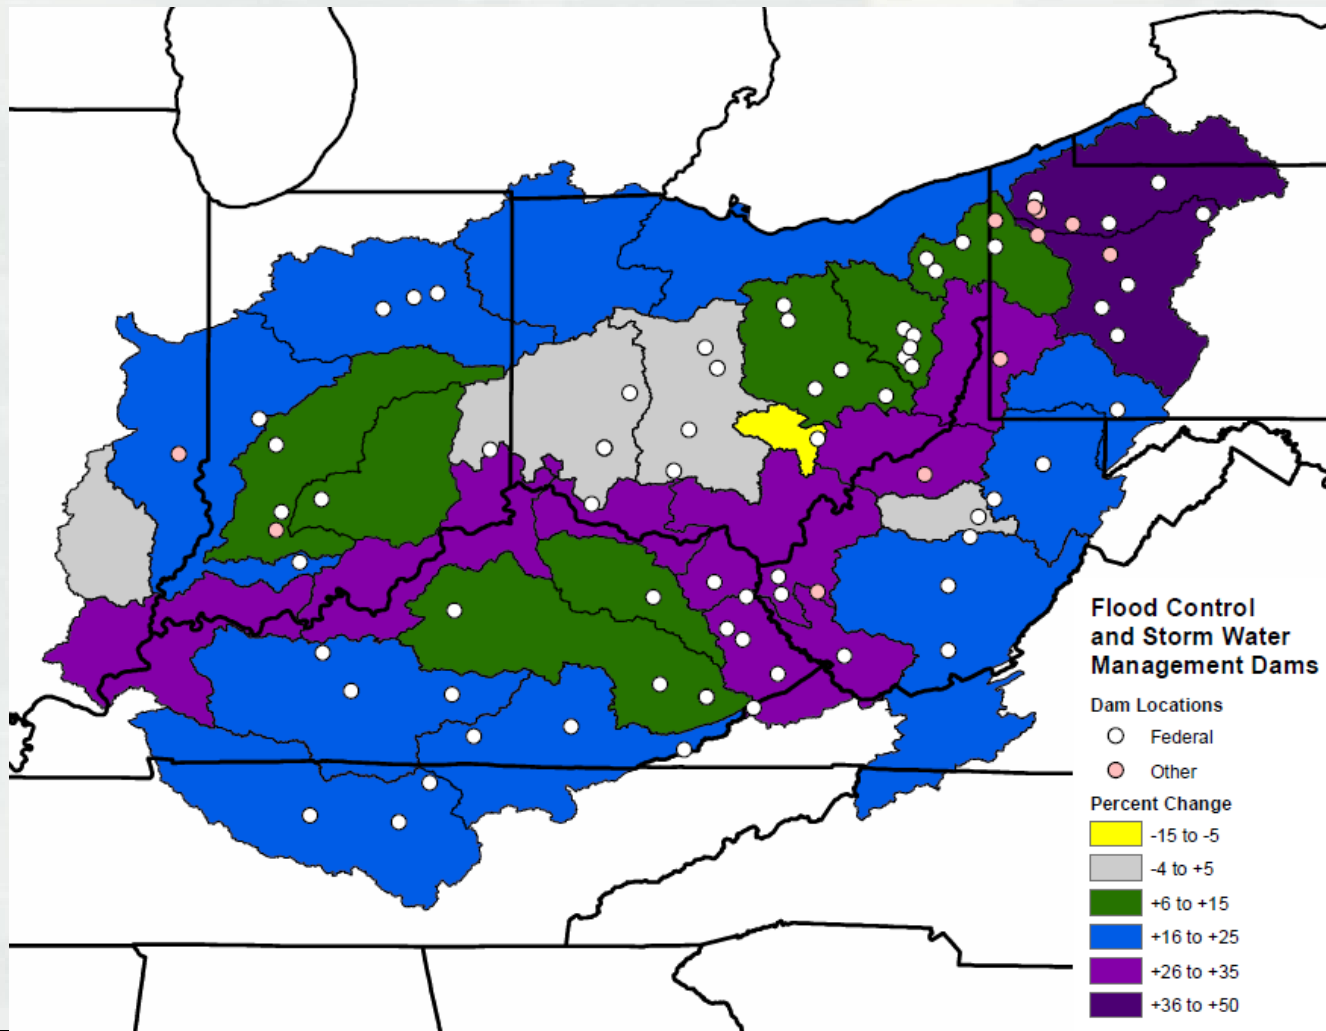 Flood Control
and Storm Water
Management Dams
Dam Locations
Federal
Other
Percent Change
-15 to -5
-4 to +5
+6 to +15
+16 to +25
+26 to +35
+36 to +50